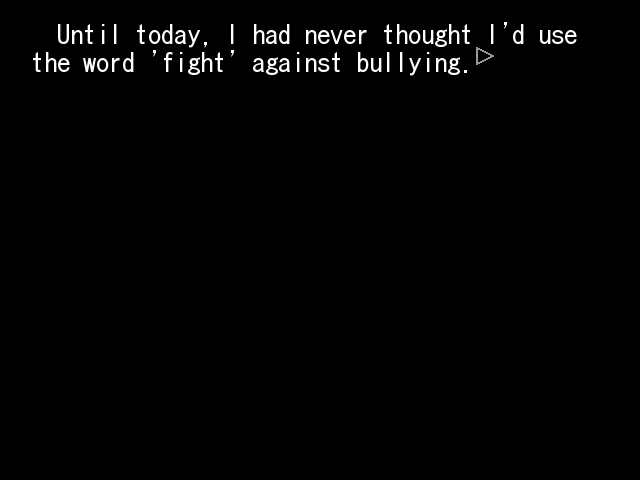 Until today, I had never thought I'd use
the word 'fight' against bullying.